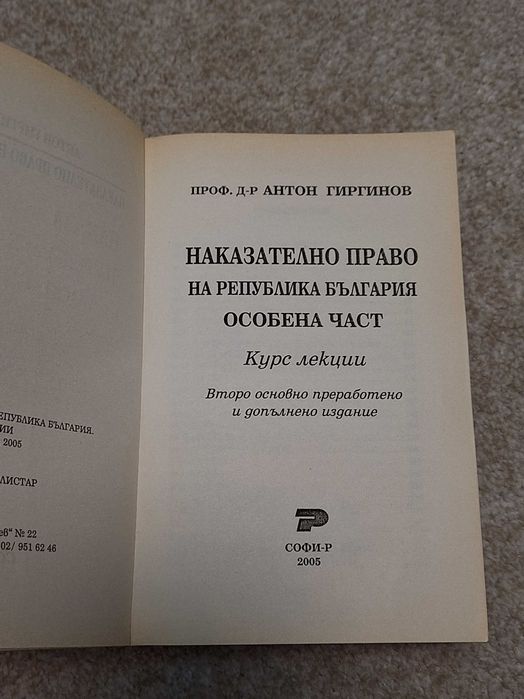 ЕПУБЛИКА БЪЛГАРИЯ.
ИИ
2005
ЛИСТАР
ев" № 22
02/ 951 62 46
ПРОФ. Д-Р АНТОН ГИРГИНОВ
НАКАЗАТЕЛНО ПРАВО
НА РЕПУБЛИКА БЪЛГАРИЯ
ОСОБЕНА ЧАСТ
Курс лекции
Второ основно преработено
и допълнено издание
СОФИ-Р
2005